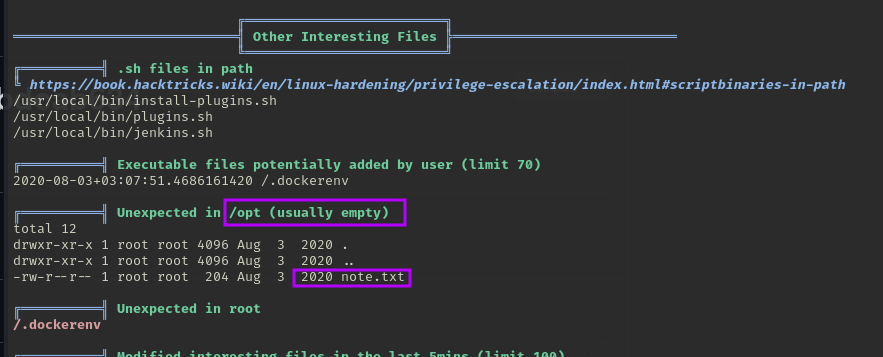 Other Interesting Files
.sh files in path
https://book.hacktricks.wiki/en/linux-hardening/privilege-escalation/index.html#scriptbinaries-in-path
/usr/local/bin/install-plugins.sh
/usr/local/bin/plugins.sh
/usr/local/bin/jenkins.sh
Executable files potentially added by user (limit 70)
2020-08-03+03:07:51.4686161420 /.dockerenv
Unexpected in /opt (usually empty)
total 12
drwxr-xr-x 1 root root 4096 Aug  3  2020 .
drwxr-xr-x 1 root root 4096 Aug  3  2020 ..
-rw-r--r-- 1 root root  204 Aug  3  2020 note.txt
Unexpected in root
/.dockerenv
Modified interesting files in the last 5mins (limit 100)